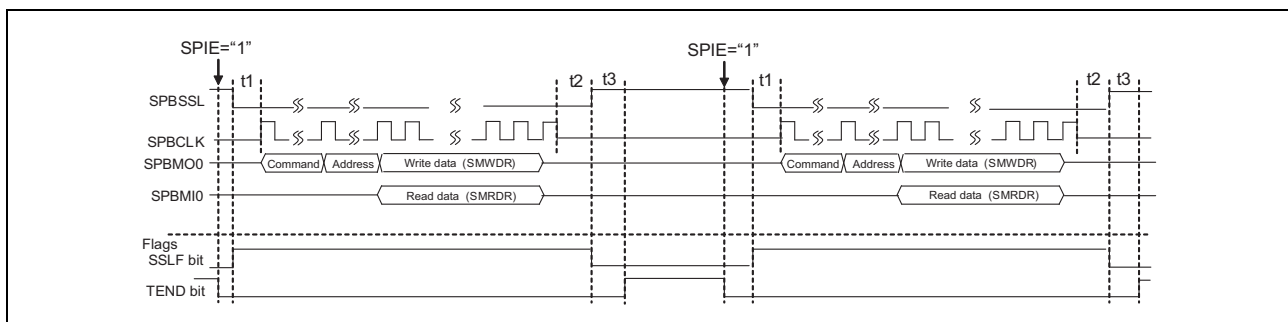 SPIE="1" SPIE="1"
t1 t2 t3 t1 t2 t3
SPBSSL
SPBCLK
SPBMO0 Command Address Write data (SMWDR) Command Address Write data (SMWDR)
SPBMI0 Read data (SMRDR) Read data (SMRDR)
Flags
SSLF bit
TEND bit